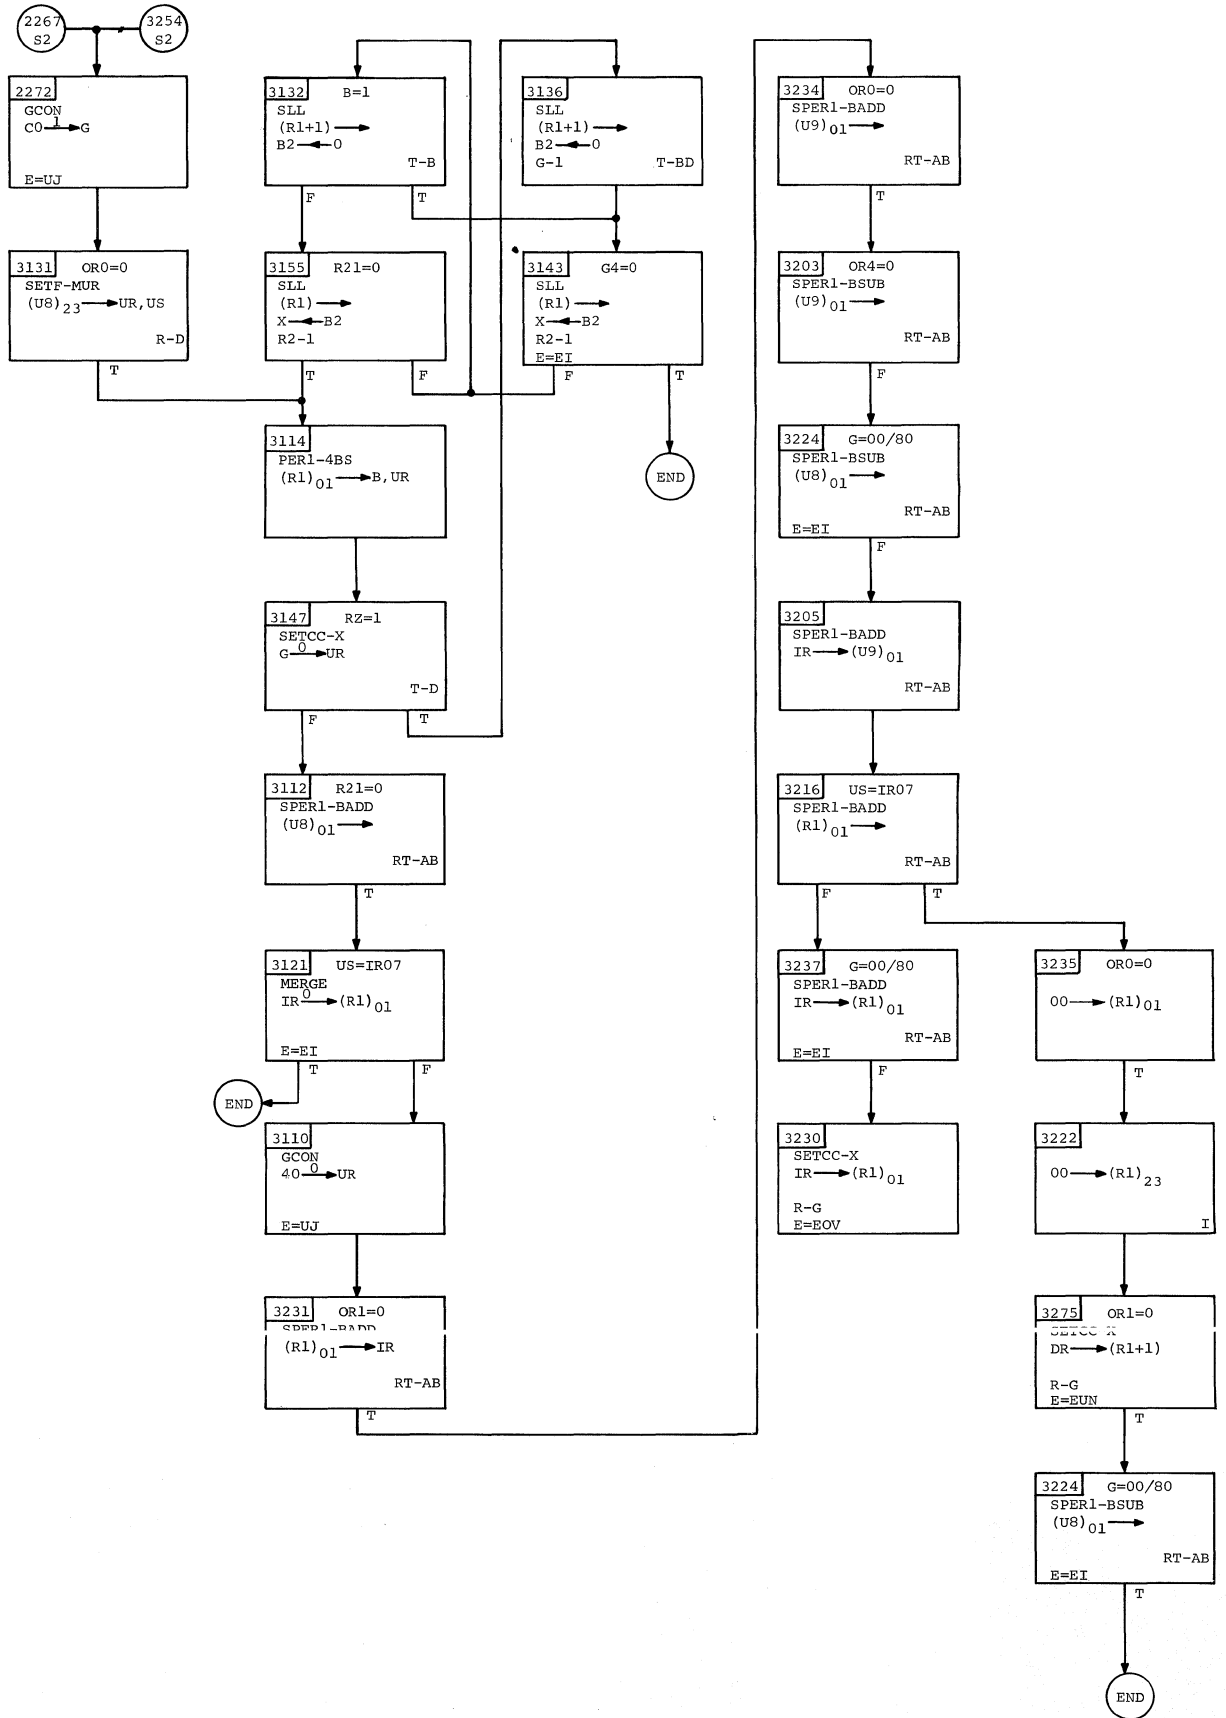 2267
S2
3254
S2
2272
GCON
C0 1 G
E=UJ
3131 OR0=0
SETF-MUR
(U8)23 UR,US
R-D
T
3132 B=1
SLL
(R1+1)
B2 0
T-B
F T
3155 R21=0
SLL
(R1)
X B2
R2-1
T F
3114
PER1-4BS
(R1)01 B,UR
3147 RZ=1
SETCC-X
G 0 UR
T-D
F T
3112 R21=0
SPER1-BADD
(U8)01
RT-AB
T
3121 US=IR07
MERGE
IR 0 (R1)01
E=EI
T F
END
3110
GCON
40 0 UR
E=UJ
3231 OR1=0
SPER1-BADD
(R1)01 IR
RT-AB
T
3136
SLL
(R1+1)
B2 0
G-1 T-BD
3143 G4=0
SLL
(R1)
X B2
R2-1
E=EI
F T
END
3234 OR0=0
SPER1-BADD
(U9)01
RT-AB
T
3203 OR4=0
SPER1-BSUB
(U9)01
RT-AB
F
3224 G=00/80
SPER1-BSUB
(U8)01
RT-AB
E=EI
F
3205
SPER1-BADD
IR (U9)01
RT-AB
3216 US=IR07
SPER1-BADD
(R1)01
RT-AB
F T
3237 G=00/80
SPER1-BADD
IR (R1)01
RT-AB
E=EI
F
3230
SETCC-X
IR (R1)01
R-G
E=EOV
3235 OR0=0
00 (R1)01
T
3222
00 (R1)23
I
3275 OR1=0
SETCC-X
DR (R1+1)
R-G
E=EUN
T
3224 G=00/80
SPER1-BSUB
(U8)01
RT-AB
E=EI
T
END